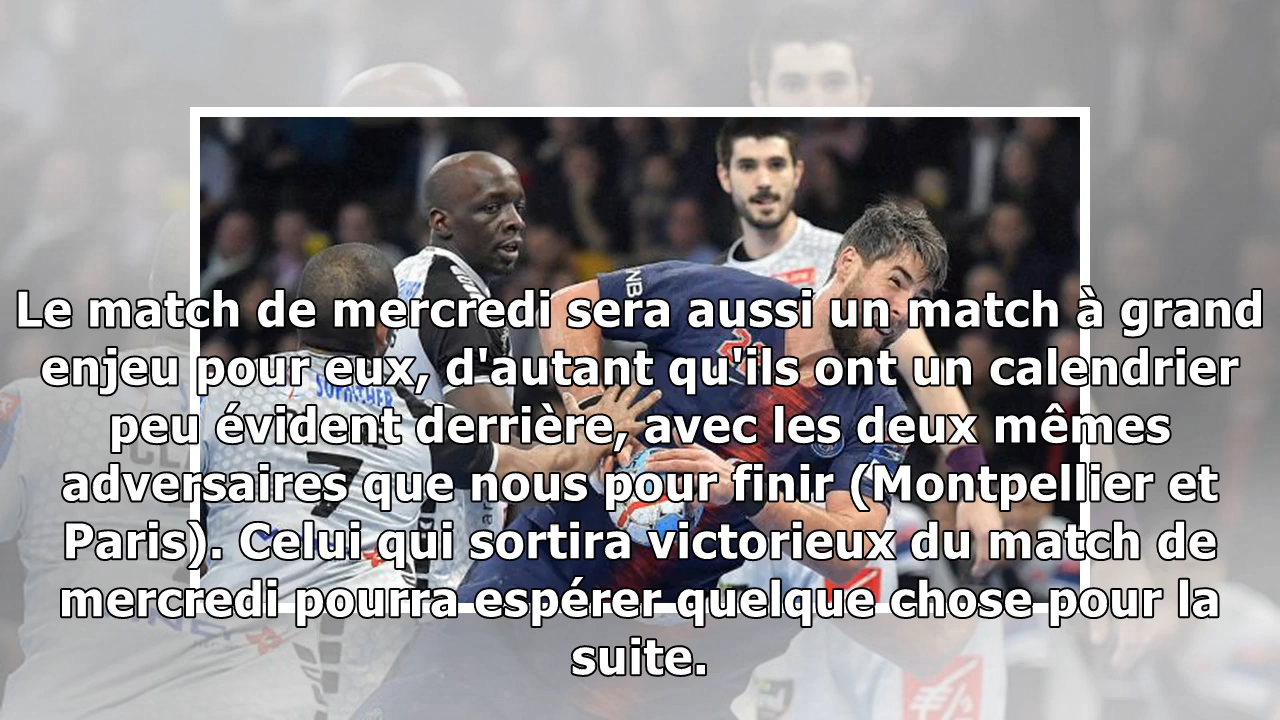 Le match de mercredi sera aussi un match à grand
enjeu pour eux, d'autant qu'ils ont un calendrier
peu évident derrière, avec les deux mêmes
adversaires que nous pour finir (Montpellier et
Paris). Celui qui sortira victorieux du match de
mercredi pourra espérer quelque chose pour la
suite.
7